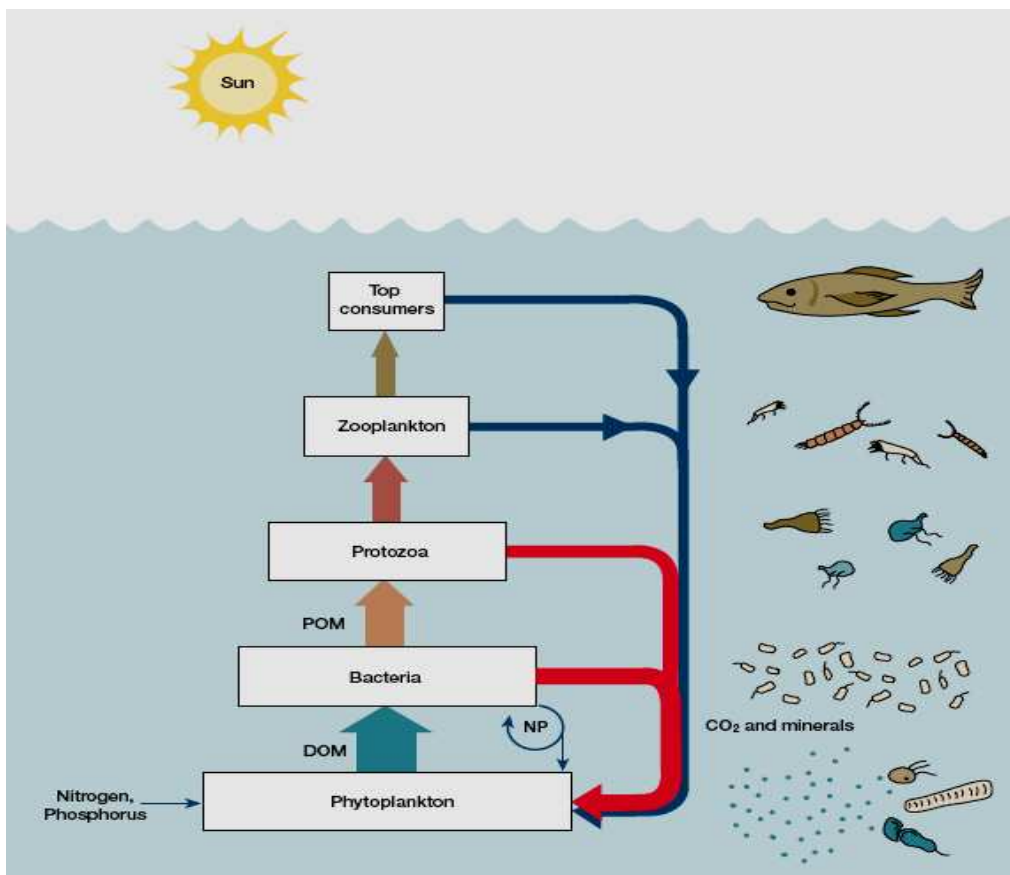 Sun
Top
consumers
Zooplankton
Protozoa
POM
Bacteria
NP
CO₂ and minerals
DOM
Nitrogen,
Phosphorus
Phytoplankton